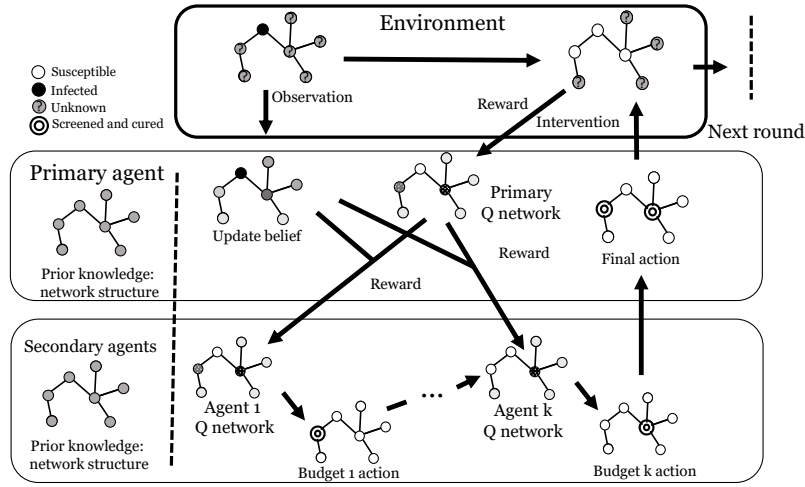 Environment
Susceptible
Infected
? Unknown
Screened and cured
? ? ? ? ? ?
? ? ?
Observation
Reward
Intervention
Next round
Primary agent
Prior knowledge:
network structure
Update belief
Primary
Q network
Reward
Reward
Final action
Secondary agents
Prior knowledge:
network structure
Agent 1
Q network
Budget 1 action
...
Agent k
Q network
Budget k action